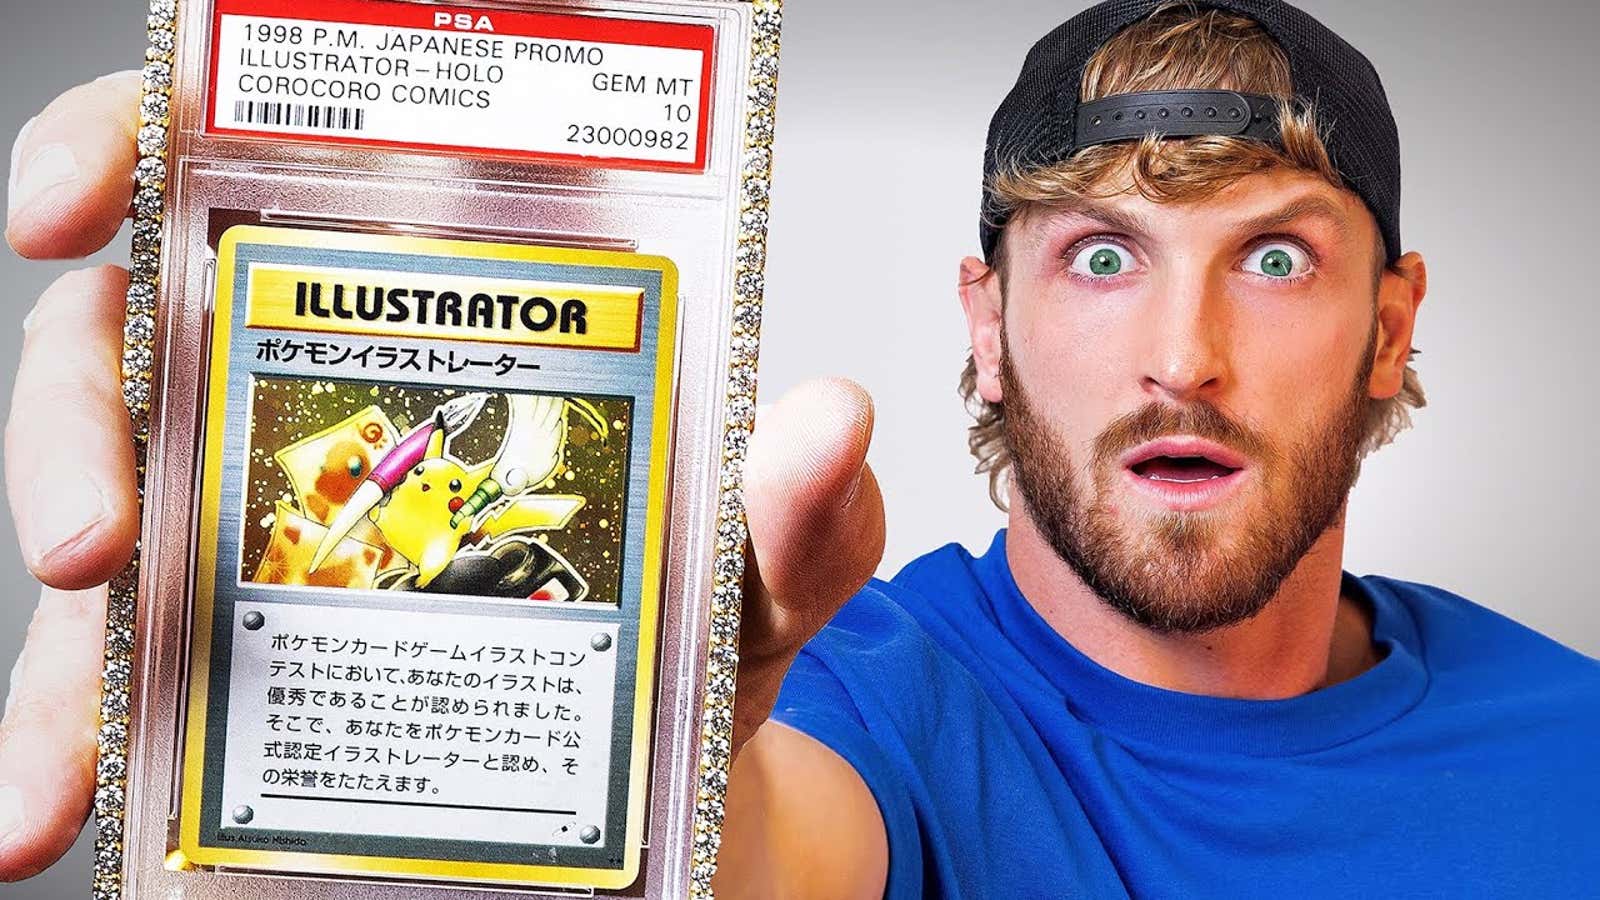 PSA
1998 P.M. JAPANESE PROMO
ILLUSTRATOR-HOLO
GEM MT
COROCORO COMICS
10
23000982
ILLUSTRATOR
ポケモンイラストレーター
ポケモンカードゲームイラストコン
テストにおいて、あなたのイラストは、
優秀であることが認められました。
そこで、あなたをポケモンカード公
式認定イラストレーターと認め、そ
の栄誉をたたえます。
Illus. Atsuko Nishida